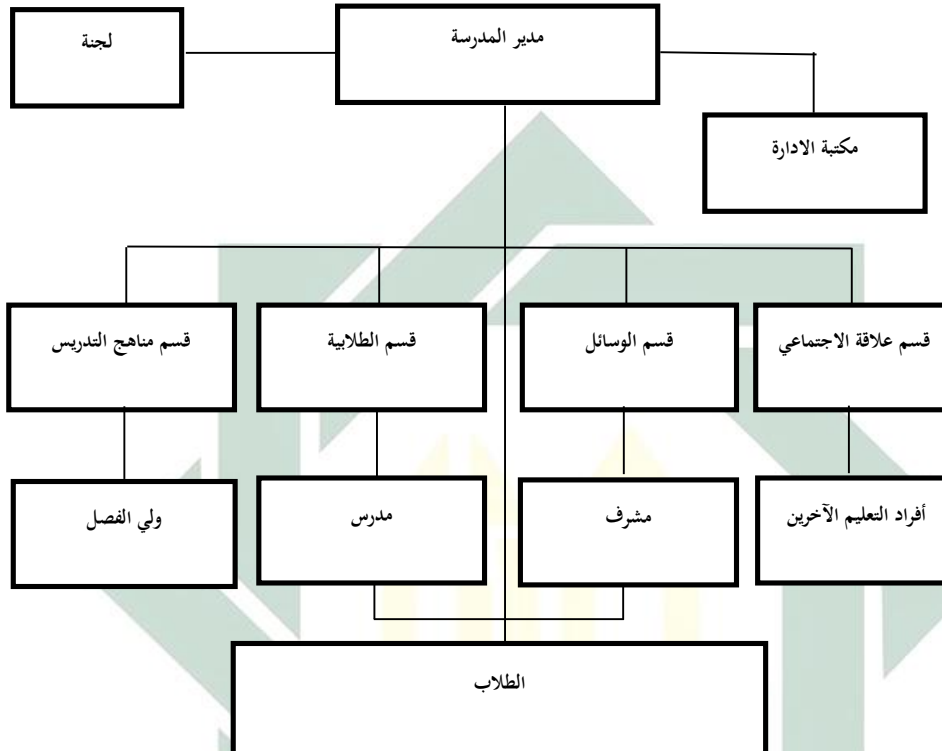 مدير المدرسة
لجنة
مكتبة الادارة
قسم علاقة الاجتماعي
قسم الوسائل
قسم الطلابية
قسم مناهج التدريس
أفراد التعليم الآخرين
مشرف
مدرس
ولي الفصل
الطلاب